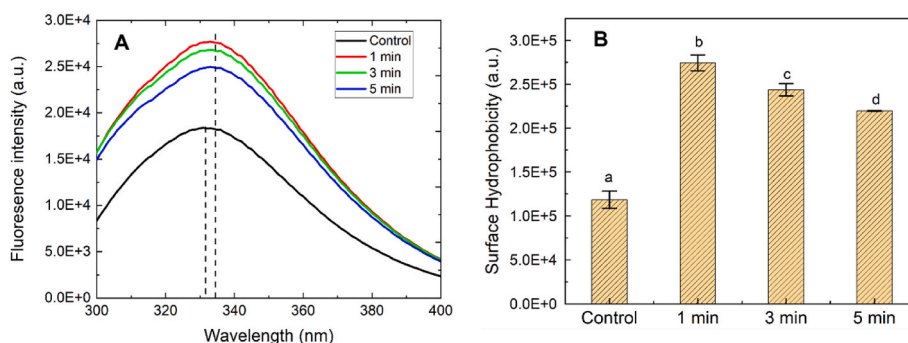 A
Control
1 min
3 min
5 min
3.0E+4
2.5E+4
2.0E+4
1.5E+4
1.0E+4
5.0E+3
0.0E+0
Fluoresence intensity (a.u.)
300 320 340 360 380 400
Wavelength (nm)
B
3.0E+5
2.5E+5
2.0E+5
1.5E+5
1.0E+5
5.0E+4
0.0E+0
Surface Hydrophobicity (a.u.)
a
b
c
d
Control 1 min 3 min 5 min